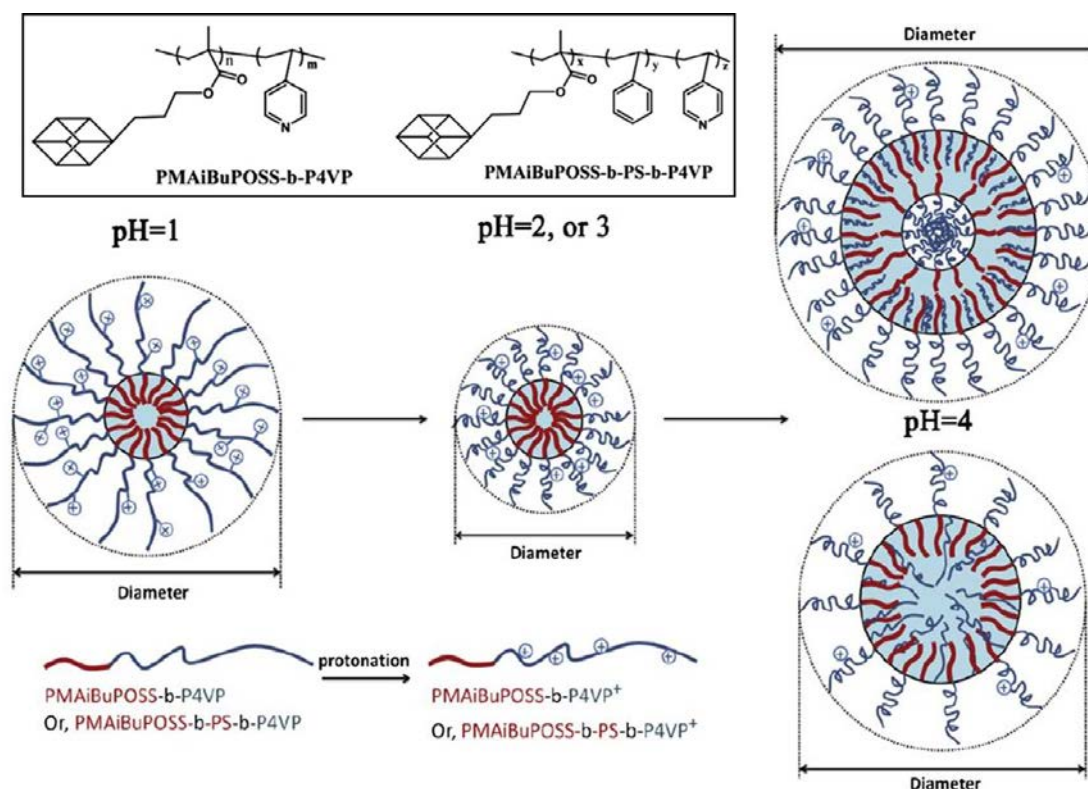 n
m
O
O
N
PMAiBuPOSS-b-P4VP
x
y
z
O
O
N
PMAiBuPOSS-b-PS-b-P4VP
Diameter
pH=1
pH=2, or 3
pH=4
Diameter
Diameter
Diameter
protonation
PMAiBuPOSS-b-P4VP
Or, PMAiBuPOSS-b-PS-b-P4VP
PMAiBuPOSS-b-P4VP⁺
Or, PMAiBuPOSS-b-PS-b-P4VP⁺